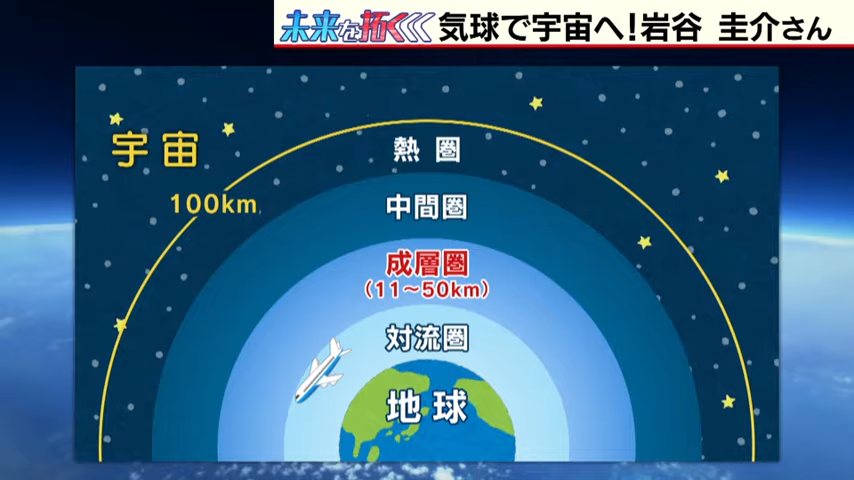 未来を拓く 気球で宇宙へ!岩谷 圭介さん
宇宙
熱圏
100km
中間圏
成層圏
(11~50km)
対流圏
地球